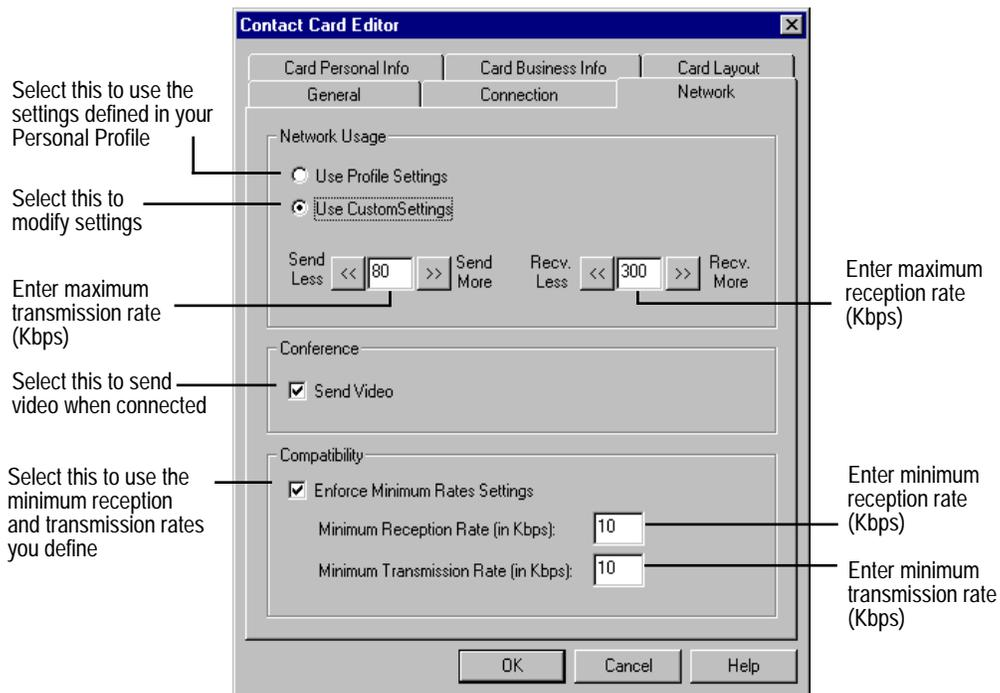 Contact Card Editor
Card Personal Info
Card Business Info
Card Layout
General
Connection
Network
Select this to use the
settings defined in your
Personal Profile
Network Usage
Use Profile Settings
Select this to
modify settings
Use CustomSettings
Send
Less
<<
80
>>
Send
More
Recv.
Less
<<
300
>>
Recv.
More
Enter maximum
transmission rate
(Kbps)
Enter maximum
reception rate
(Kbps)
Conference
Select this to send
video when connected
Send Video
Compatibility
Select this to use the
minimum reception
and transmission rates
you define
Enforce Minimum Rates Settings
Minimum Reception Rate (in Kbps):
10
Enter minimum
reception rate
(Kbps)
Minimum Transmission Rate (in Kbps):
10
Enter minimum
transmission rate
(Kbps)
OK
Cancel
Help